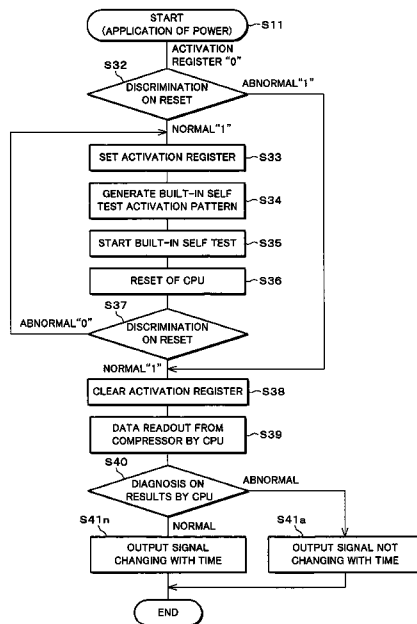 START
(APPLICATION OF POWER)
S11
ACTIVATION
REGISTER "0"
S32
DISCRIMINATION
ON RESET
ABNORMAL"1"
NORMAL"1"
SET ACTIVATION REGISTER
S33
GENERATE BUILT-IN SELF
TEST ACTIVATION PATTERN
S34
START BUILT-IN SELF TEST
S35
RESET OF CPU
S36
S37
ABNORMAL"0"
DISCRIMINATION
ON RESET
NORMAL"1"
CLEAR ACTIVATION REGISTER
S38
DATA READOUT FROM
COMPRESSOR BY CPU
S39
S40
DIAGNOSIS ON
RESULTS BY CPU
ABNORMAL
S41n
NORMAL
S41a
OUTPUT SIGNAL
CHANGING WITH TIME
OUTPUT SIGNAL NOT
CHANGING WITH TIME
END